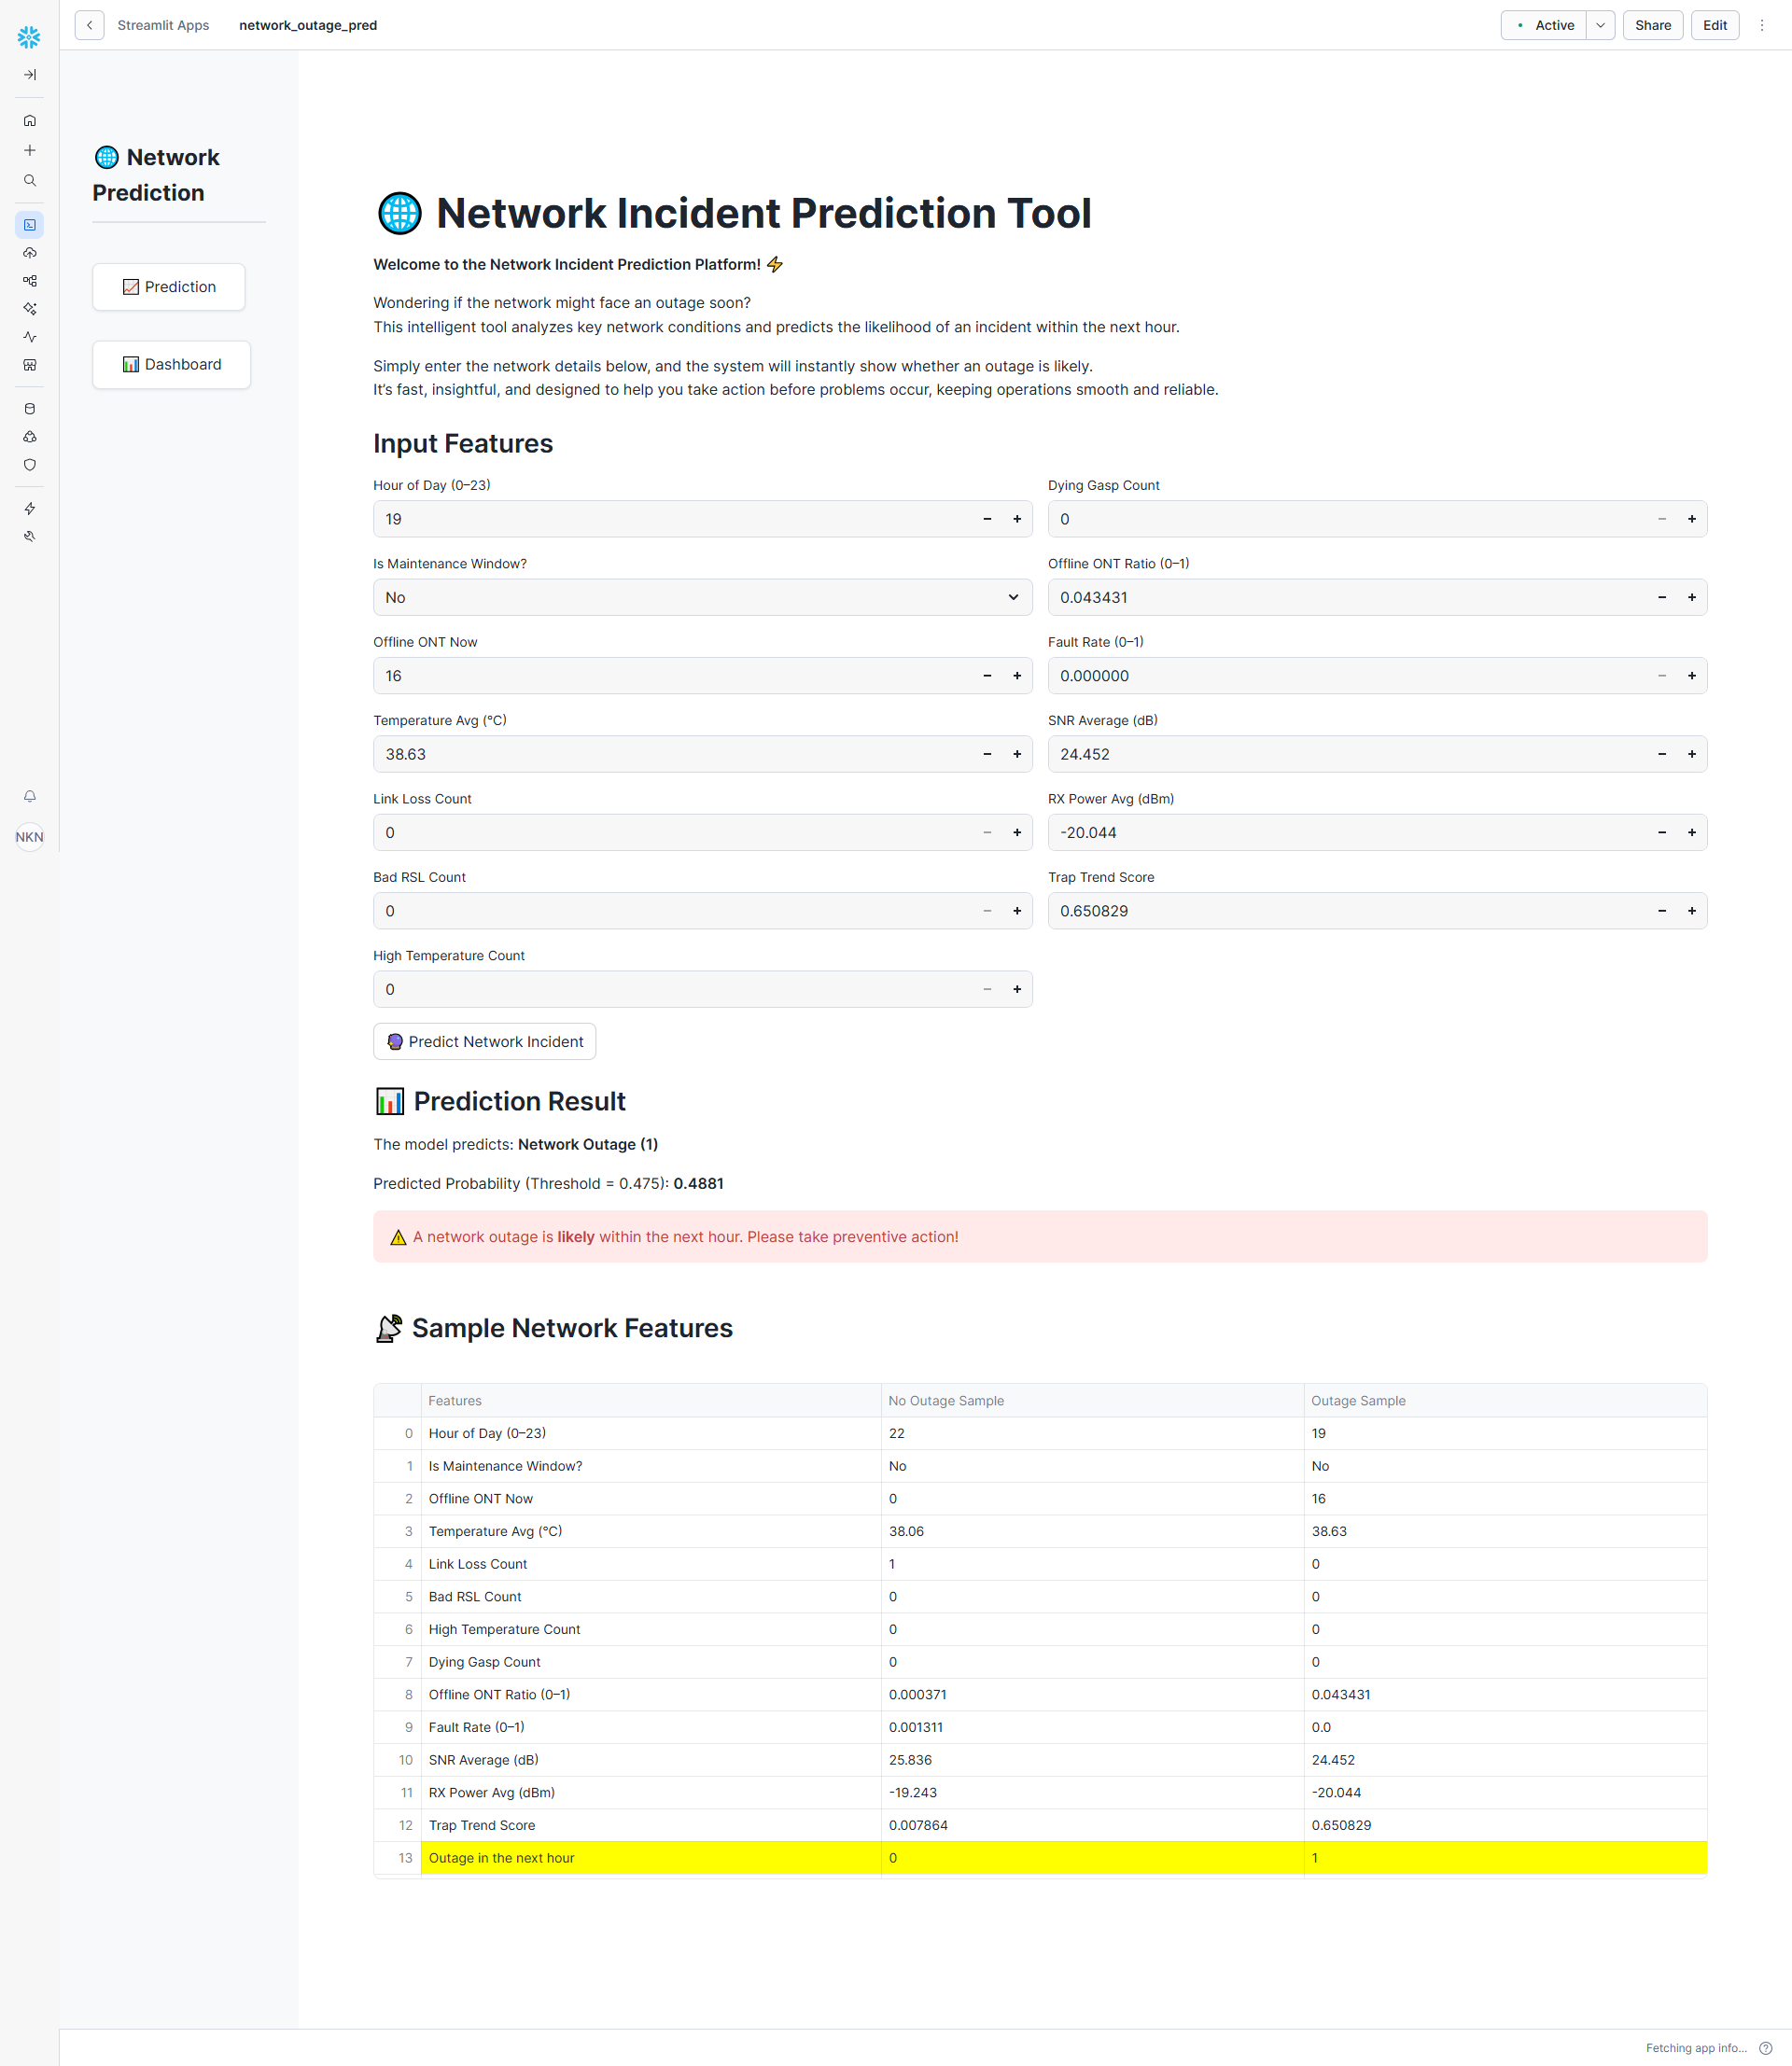 Streamlit Apps
network_outage_pred
Active
Share
Edit
🌐 Network
Prediction
📈 Prediction
📊 Dashboard
NKN
🌐 Network Incident Prediction Tool
Welcome to the Network Incident Prediction Platform! ⚡
Wondering if the network might face an outage soon?
This intelligent tool analyzes key network conditions and predicts the likelihood of an incident within the next hour.
Simply enter the network details below, and the system will instantly show whether an outage is likely.
It’s fast, insightful, and designed to help you take action before problems occur, keeping operations smooth and reliable.
Input Features
Hour of Day (0–23)
19
Is Maintenance Window?
No
Offline ONT Now
16
Temperature Avg (°C)
38.63
Link Loss Count
0
Bad RSL Count
0
High Temperature Count
0
Dying Gasp Count
0
Offline ONT Ratio (0–1)
0.043431
Fault Rate (0–1)
0.000000
SNR Average (dB)
24.452
RX Power Avg (dBm)
-20.044
Trap Trend Score
0.650829
🔮 Predict Network Incident
📊 Prediction Result
The model predicts: Network Outage (1)
Predicted Probability (Threshold = 0.475): 0.4881
⚠️ A network outage is likely within the next hour. Please take preventive action!
📡 Sample Network Features
Features No Outage Sample Outage Sample
0 Hour of Day (0–23) 22 19
1 Is Maintenance Window? No No
2 Offline ONT Now 0 16
3 Temperature Avg (°C) 38.06 38.63
4 Link Loss Count 1 0
5 Bad RSL Count 0 0
6 High Temperature Count 0 0
7 Dying Gasp Count 0 0
8 Offline ONT Ratio (0–1) 0.000371 0.043431
9 Fault Rate (0–1) 0.001311 0.0
10 SNR Average (dB) 25.836 24.452
11 RX Power Avg (dBm) -19.243 -20.044
12 Trap Trend Score 0.007864 0.650829
13 Outage in the next hour 0 1
Fetching app info...